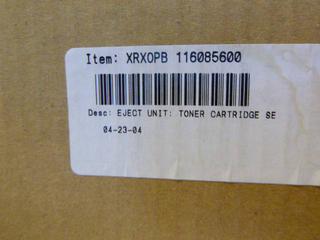 Item: XRXOPB 116085600
Desc: EJECT UNIT: TONER CARTRIDGE SE
04-23-04